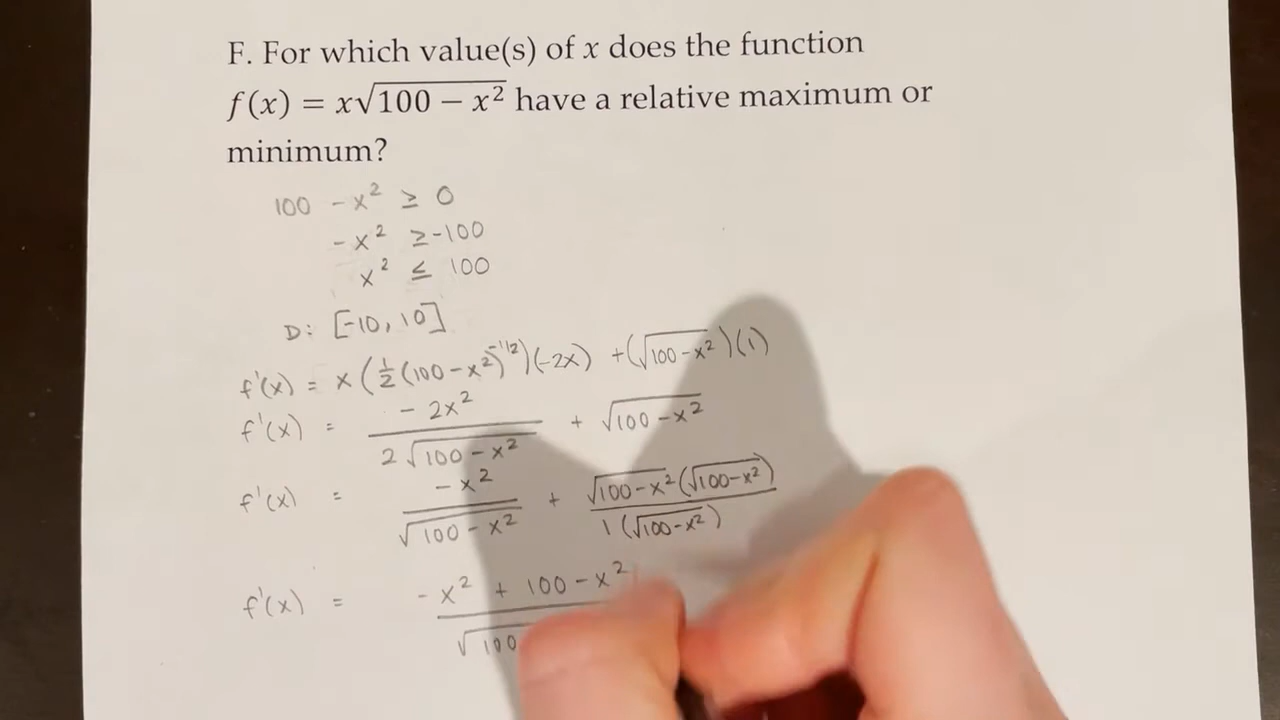 F. For which value(s) of x does the function
f(x) = x√100 − x² have a relative maximum or
minimum?
100 - x² ≥ 0
- x² ≥ -100
x² ≤ 100
D: [-10, 10]
f'(x) = x (½ (100 - x²)^-1/2)(-2x) + (√100 - x²)(1)
f'(x) = - 2x² / 2√100 - x² + √100 - x²
f'(x) = - x² / √100 - x² + √100 - x² (√100 - x²) / 1 (√100 - x²)
f'(x) = - x² + 100 - x² / √100